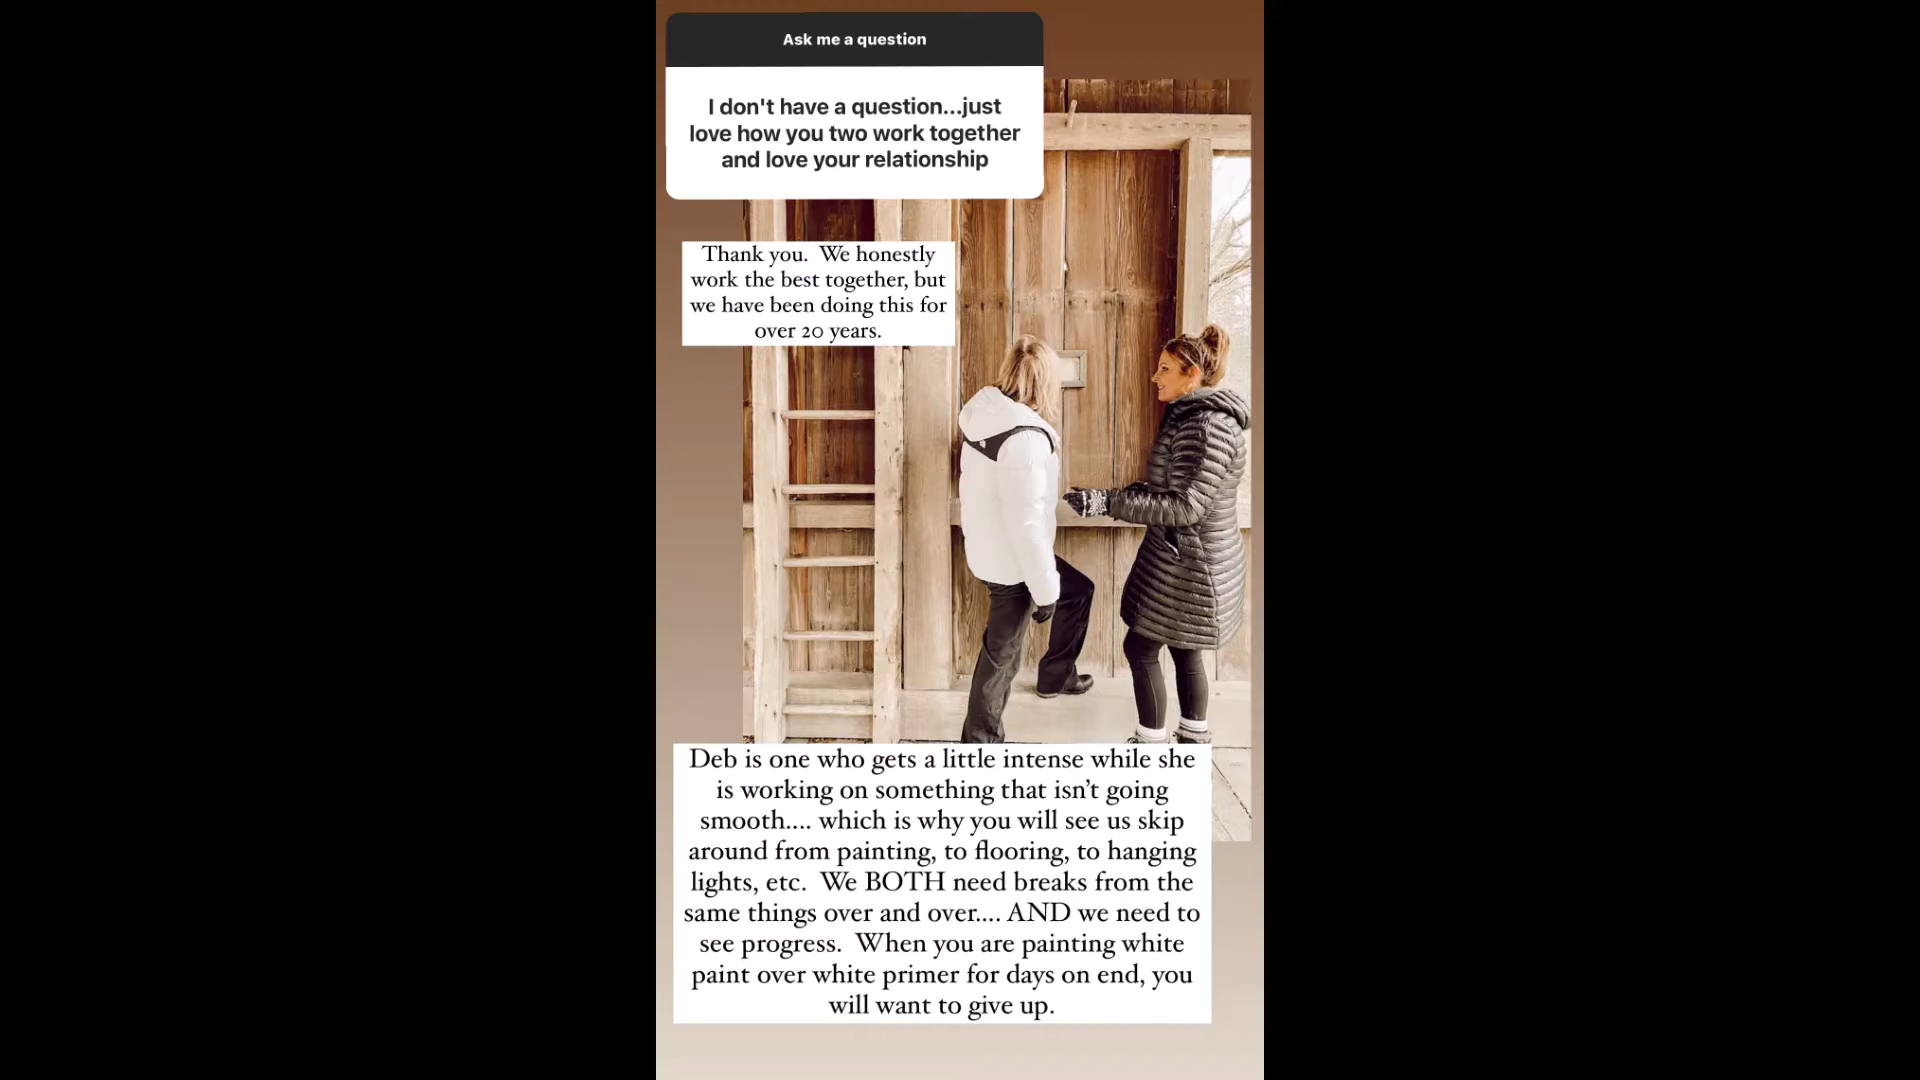 Ask me a question
I don't have a question...just
love how you two work together
and love your relationship
Thank you.  We honestly
work the best together, but
we have been doing this for
over 20 years.
Deb is one who gets a little intense while she
is working on something that isn't going
smooth.... which is why you will see us skip
around from painting, to flooring, to hanging
lights, etc.  We BOTH need breaks from the
same things over and over.... AND we need to
see progress.  When you are painting white
paint over white primer for days on end, you
will want to give up.